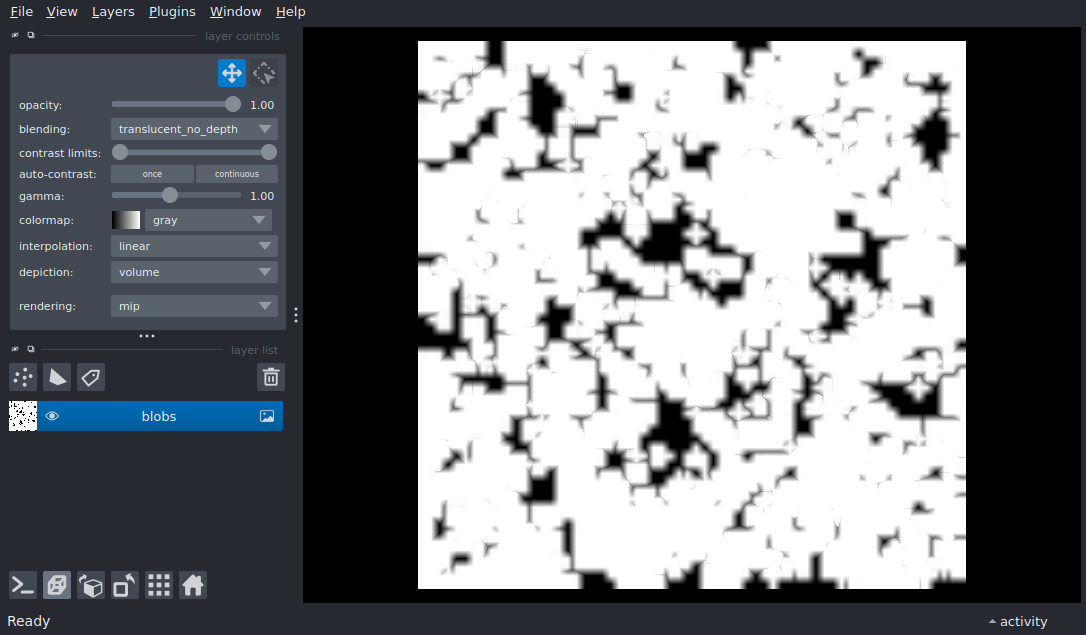 File View Layers Plugins Window Help
layer controls
opacity: 1.00
blending: translucent_no_depth
contrast limits:
auto-contrast: once continuous
gamma: 1.00
colormap: gray
interpolation: linear
depiction: volume
rendering: mip
layer list
blobs
Ready
activity